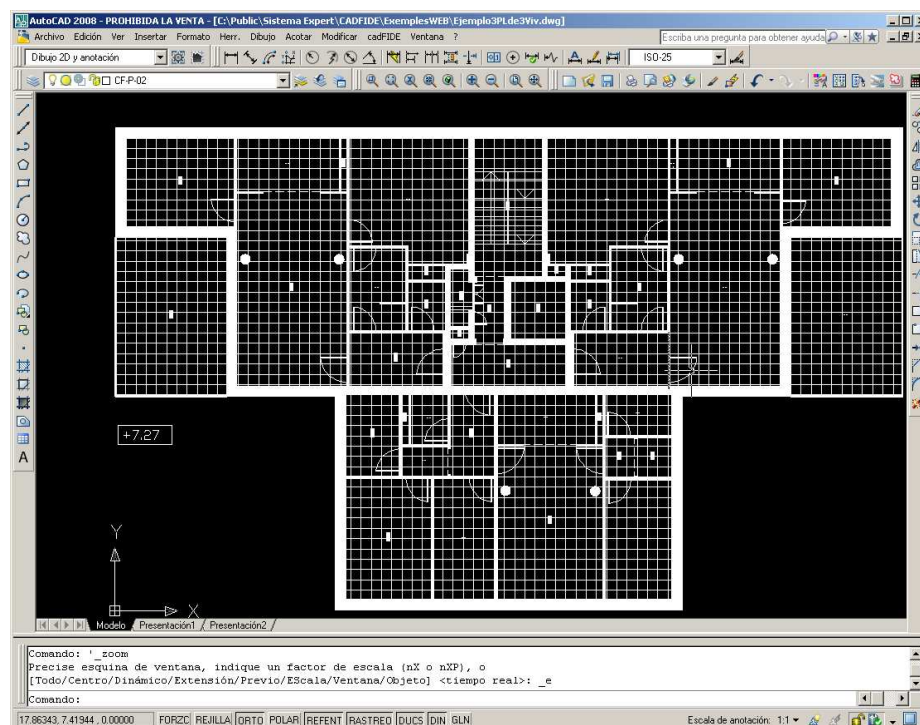 AutoCAD 2008 - PROHIBIDA LA VENTA - [C:\Public\Sistema Expert\CADFIDE\ExemplesWEB\Ejemplo3PLde3Viv.dwg]
Archivo Edición Ver Insertar Formato Herr. Dibujo Acotar Modificar cadFIDE Ventana ?
Escriba una pregunta para obtener ayuda
Dibujo 2D y anotación
ISO-25
CF-P-02
+7.27
Y
X
Modelo Presentación1 Presentación2
Comando: '_zoom
Precise esquina de ventana, indique un factor de escala (nX o nXP), o
[Todo/Centro/Dinámico/Extensión/Previo/EScala/Ventana/Objeto] <tiempo real>: _e
Comando:
17.86343, 7.41944 , 0.00000 FORZC REJILLA ORTO POLAR REFENT RASTREO DUCS DIN GLN Escala de anotación: 1:1